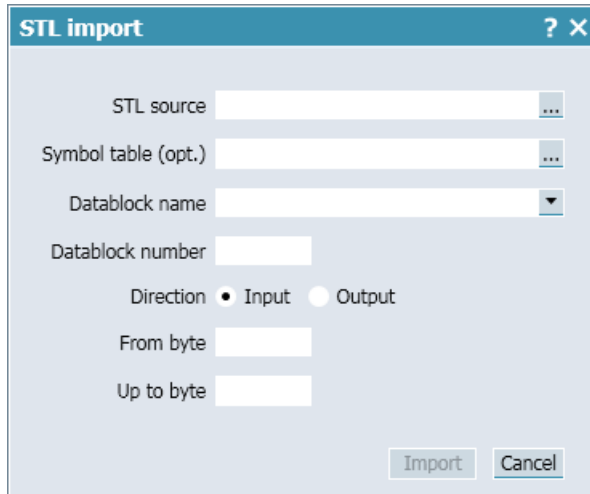 STL import ? ×
STL source ...
Symbol table (opt.) ...
Datablock name
Datablock number
Direction Input Output
From byte
Up to byte
Import Cancel